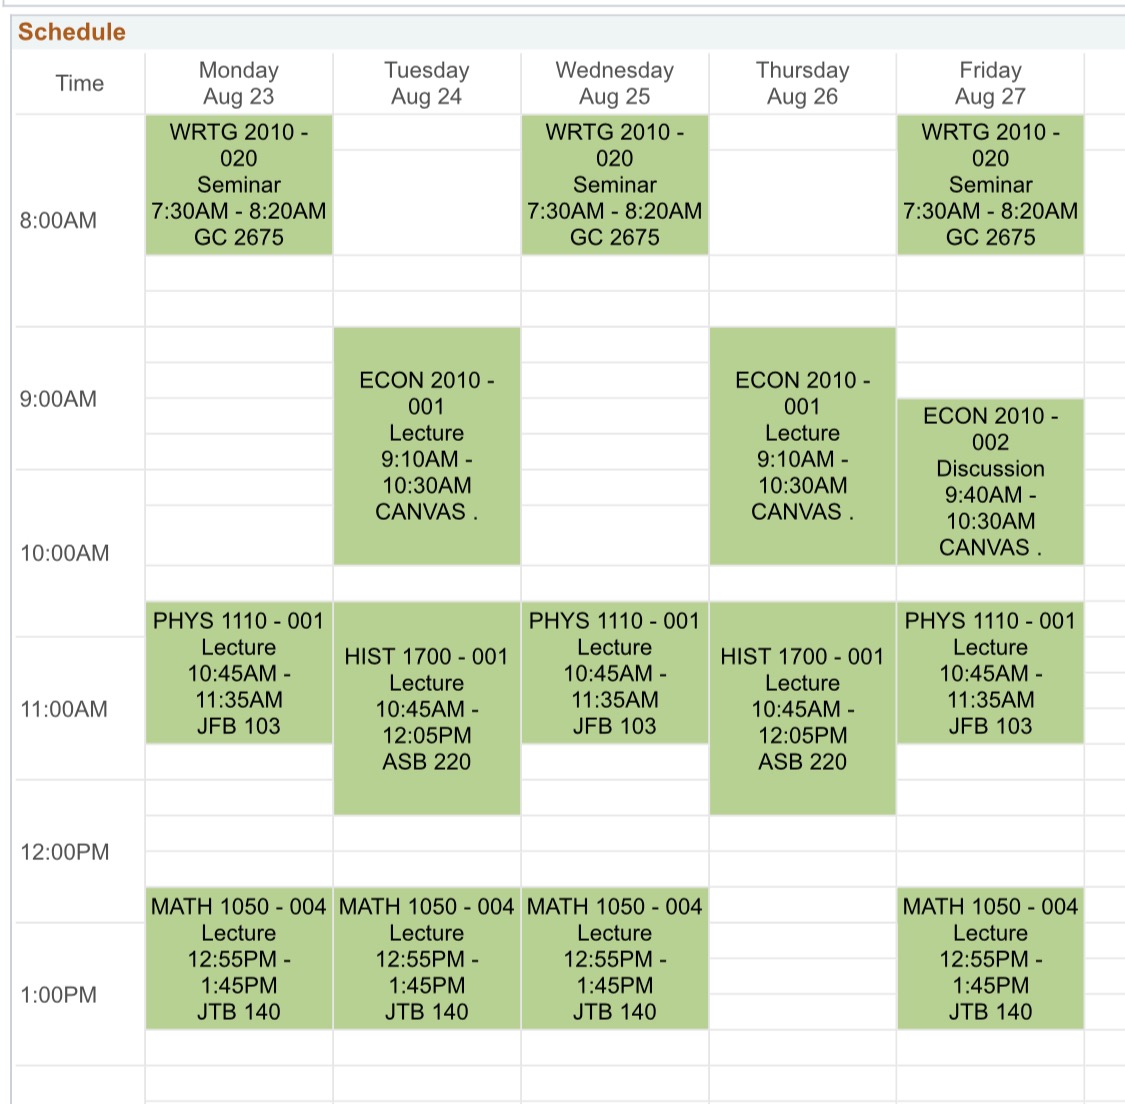 Schedule
Time
Monday
Aug 23
Tuesday
Aug 24
Wednesday
Aug 25
Thursday
Aug 26
Friday
Aug 27
WRTG 2010 -
020
Seminar
7:30AM - 8:20AM
GC 2675
WRTG 2010 -
020
Seminar
7:30AM - 8:20AM
GC 2675
WRTG 2010 -
020
Seminar
7:30AM - 8:20AM
GC 2675
8:00AM
9:00AM
ECON 2010 -
001
Lecture
9:10AM -
10:30AM
CANVAS .
ECON 2010 -
001
Lecture
9:10AM -
10:30AM
CANVAS .
ECON 2010 -
002
Discussion
9:40AM -
10:30AM
CANVAS .
10:00AM
PHYS 1110 - 001
Lecture
10:45AM -
11:35AM
JFB 103
HIST 1700 - 001
Lecture
10:45AM -
12:05PM
ASB 220
PHYS 1110 - 001
Lecture
10:45AM -
11:35AM
JFB 103
HIST 1700 - 001
Lecture
10:45AM -
12:05PM
ASB 220
PHYS 1110 - 001
Lecture
10:45AM -
11:35AM
JFB 103
11:00AM
12:00PM
MATH 1050 - 004
Lecture
12:55PM -
1:45PM
JTB 140
MATH 1050 - 004
Lecture
12:55PM -
1:45PM
JTB 140
MATH 1050 - 004
Lecture
12:55PM -
1:45PM
JTB 140
MATH 1050 - 004
Lecture
12:55PM -
1:45PM
JTB 140
1:00PM